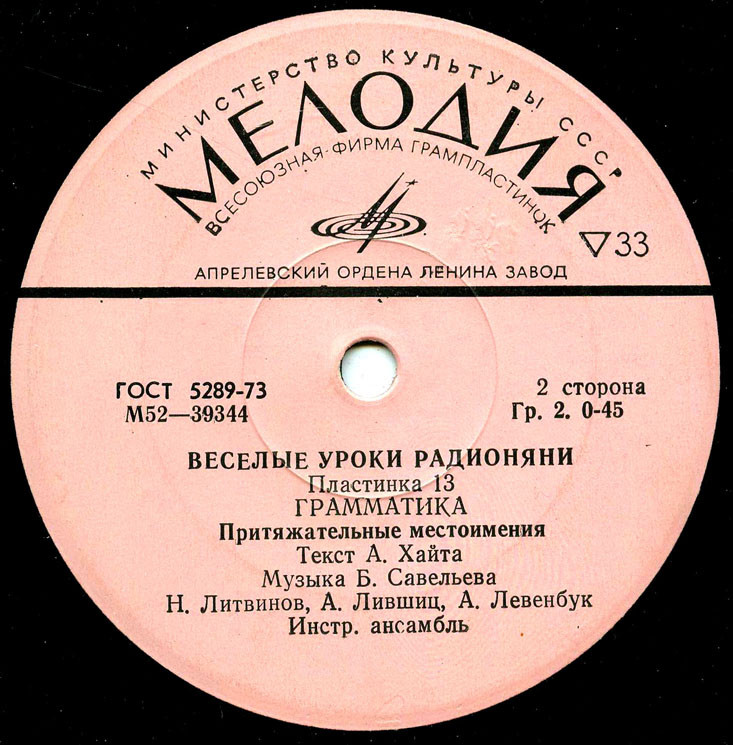 МИНИСТЕРСТВО КУЛЬТУРЫ СССР
МЕЛОДИЯ
ВСЕСОЮЗНАЯ ФИРМА ГРАМПЛАСТИНОК
33
АПРЕЛЕВСКИЙ ОРДЕНА ЛЕНИНА ЗАВОД
ГОСТ 5289-73
М52—39344
2 сторона
Гр. 2. 0-45
ВЕСЕЛЫЕ УРОКИ РАДИОНЯНИ
Пластинка 13
ГРАММАТИКА
Притяжательные местоимения
Текст А. Хайта
Музыка Б. Савельева
Н. Литвинов, А. Лившиц, А. Левенбук
Инстр. ансамбль